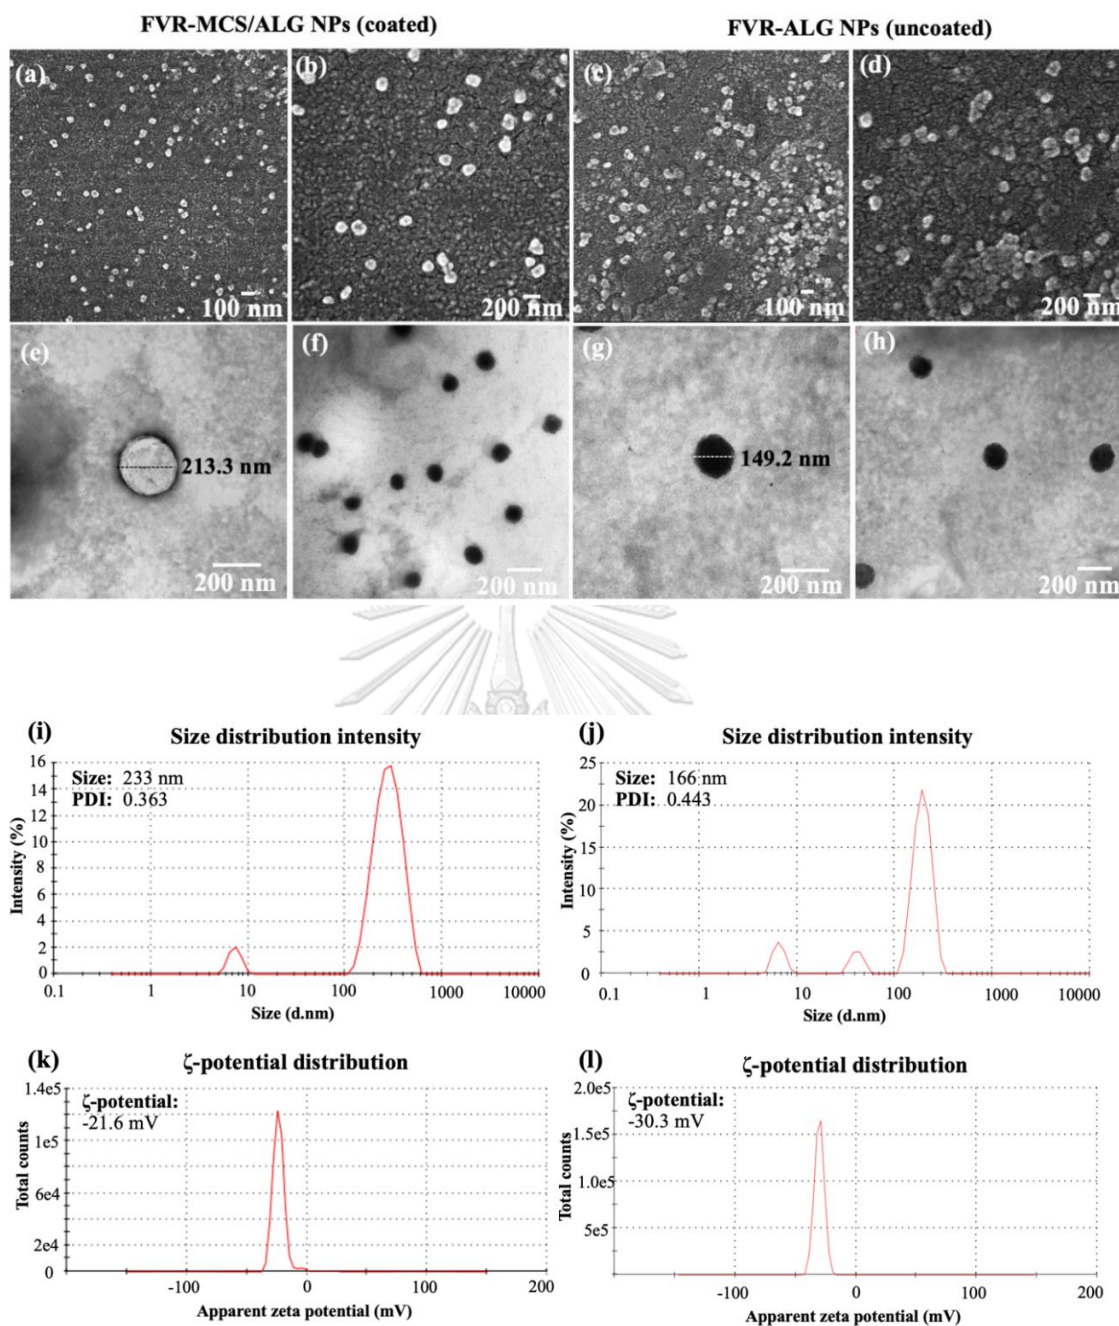 FVR-MCS/ALG NPs (coated) FVR-ALG NPs (uncoated)
(a) (b) (c) (d)
100 nm 200 nm 100 nm 200 nm
(e) (f) (g) (h)
213.3 nm 149.2 nm
200 nm 200 nm 200 nm 200 nm
(i) (j)
Size distribution intensity Size distribution intensity
Size: 233 nm
PDI: 0.363
Intensity (%)
16
14
12
10
8
6
4
2
0
0.1 1 10 100 1000 10000
Size (d.nm)
Size: 166 nm
PDI: 0.443
Intensity (%)
25
20
15
10
5
0
0.1 1 10 100 1000 10000
Size (d.nm)
(k) (l)
ζ-potential distribution ζ-potential distribution
ζ-potential:
-21.6 mV
Total counts
1.4e5
1e5
6e4
2e4
0
-100 0 100 200
Apparent zeta potential (mV)
ζ-potential:
-30.3 mV
Total counts
2.0e5
1.5e5
1.0e5
5e5
-100 0 100 200
Apparent zeta potential (mV)